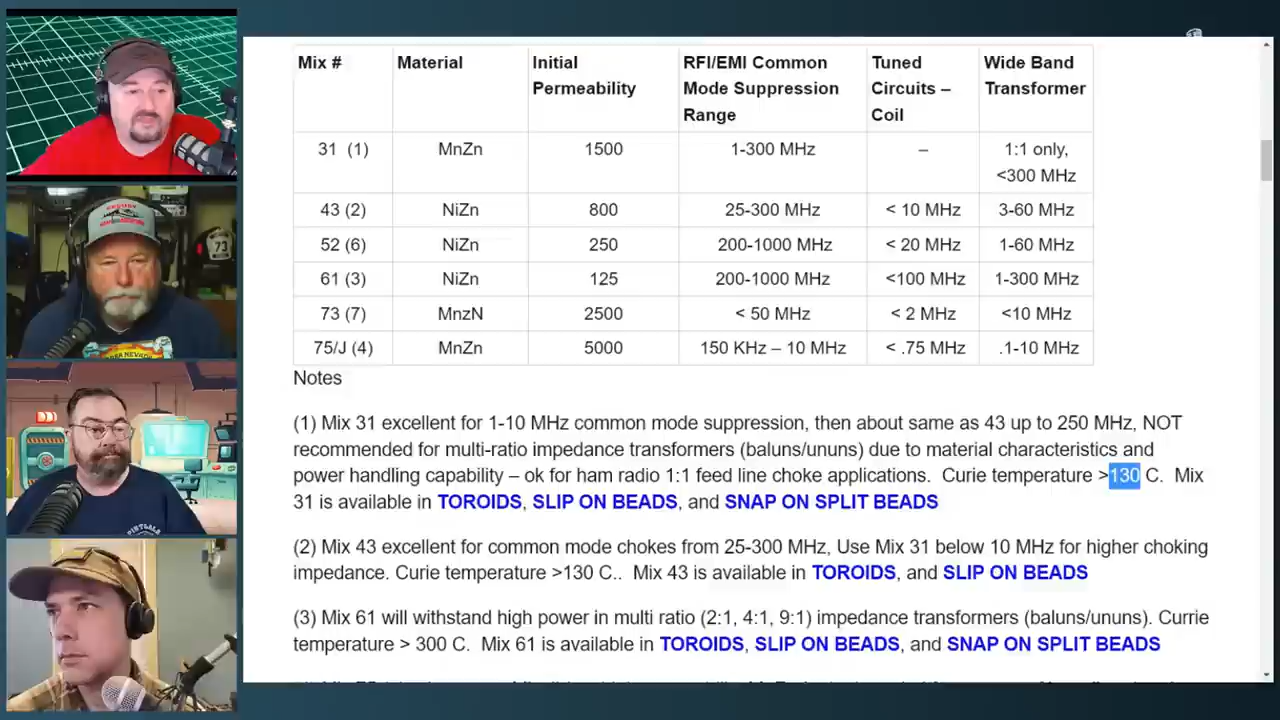 Mix #
Material
Initial
Permeability
RFI/EMI Common
Mode Suppression
Range
Tuned
Circuits –
Coil
Wide Band
Transformer
31 (1) MnZn 1500 1-300 MHz – 1:1 only,
<300 MHz
43 (2) NiZn 800 25-300 MHz < 10 MHz 3-60 MHz
52 (6) NiZn 250 200-1000 MHz < 20 MHz 1-60 MHz
61 (3) NiZn 125 200-1000 MHz <100 MHz 1-300 MHz
73 (7) MnzN 2500 < 50 MHz < 2 MHz <10 MHz
75/J (4) MnZn 5000 150 KHz – 10 MHz < .75 MHz .1-10 MHz
Notes
(1) Mix 31 excellent for 1-10 MHz common mode suppression, then about same as 43 up to 250 MHz, NOT
recommended for multi-ratio impedance transformers (baluns/ununs) due to material characteristics and
power handling capability – ok for ham radio 1:1 feed line choke applications. Curie temperature >130 C. Mix
31 is available in TOROIDS, SLIP ON BEADS, and SNAP ON SPLIT BEADS
(2) Mix 43 excellent for common mode chokes from 25-300 MHz, Use Mix 31 below 10 MHz for higher choking
impedance. Curie temperature >130 C.. Mix 43 is available in TOROIDS, and SLIP ON BEADS
(3) Mix 61 will withstand high power in multi ratio (2:1, 4:1, 9:1) impedance transformers (baluns/ununs). Currie
temperature > 300 C. Mix 61 is available in TOROIDS, SLIP ON BEADS, and SNAP ON SPLIT BEADS
73